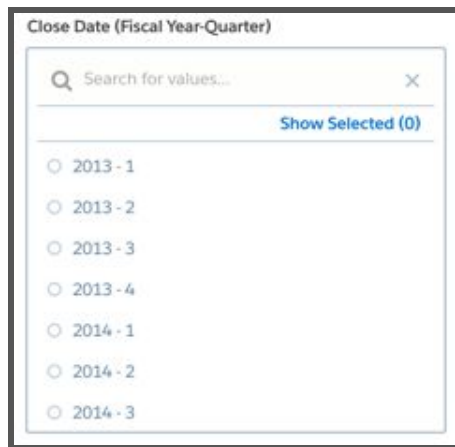 Close Date (Fiscal Year-Quarter)
Search for values...
Show Selected (0)
2013 - 1
2013 - 2
2013 - 3
2013 - 4
2014 - 1
2014 - 2
2014 - 3